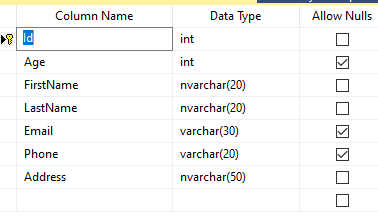 Column Name Data Type Allow Nulls
Id int
Age int
FirstName nvarchar(20)
LastName nvarchar(20)
Email varchar(30)
Phone varchar(20)
Address nvarchar(50)